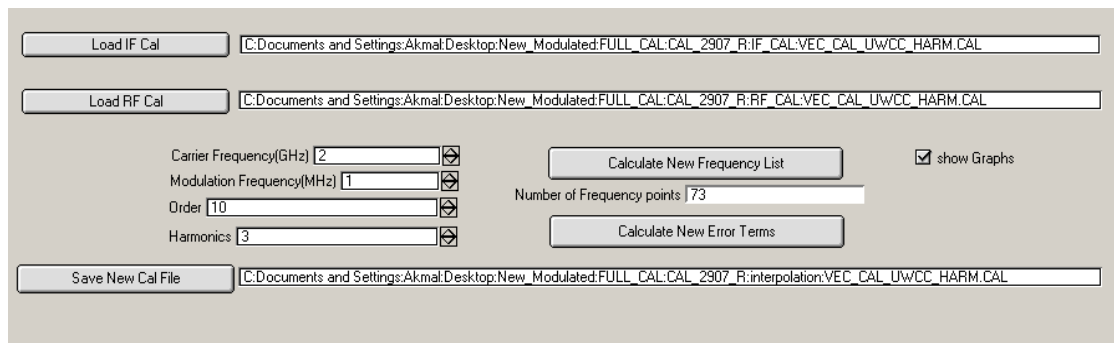 Load IF Cal C:Documents and Settings:Akmal:Desktop:New_Modulated:FULL_CAL:CAL_2907_R:IF_CAL:VEC_CAL_UWCC_HARM.CAL
Load RF Cal C:Documents and Settings:Akmal:Desktop:New_Modulated:FULL_CAL:CAL_2907_R:RF_CAL:VEC_CAL_UWCC_HARM.CAL
Carrier Frequency(GHz) 2
Modulation Frequency(MHz) 1
Order 10
Harmonics 3
Calculate New Frequency List
Number of Frequency points 73
Calculate New Error Terms
show Graphs
Save New Cal File C:Documents and Settings:Akmal:Desktop:New_Modulated:FULL_CAL:CAL_2907_R:interpolation:VEC_CAL_UWCC_HARM.CAL